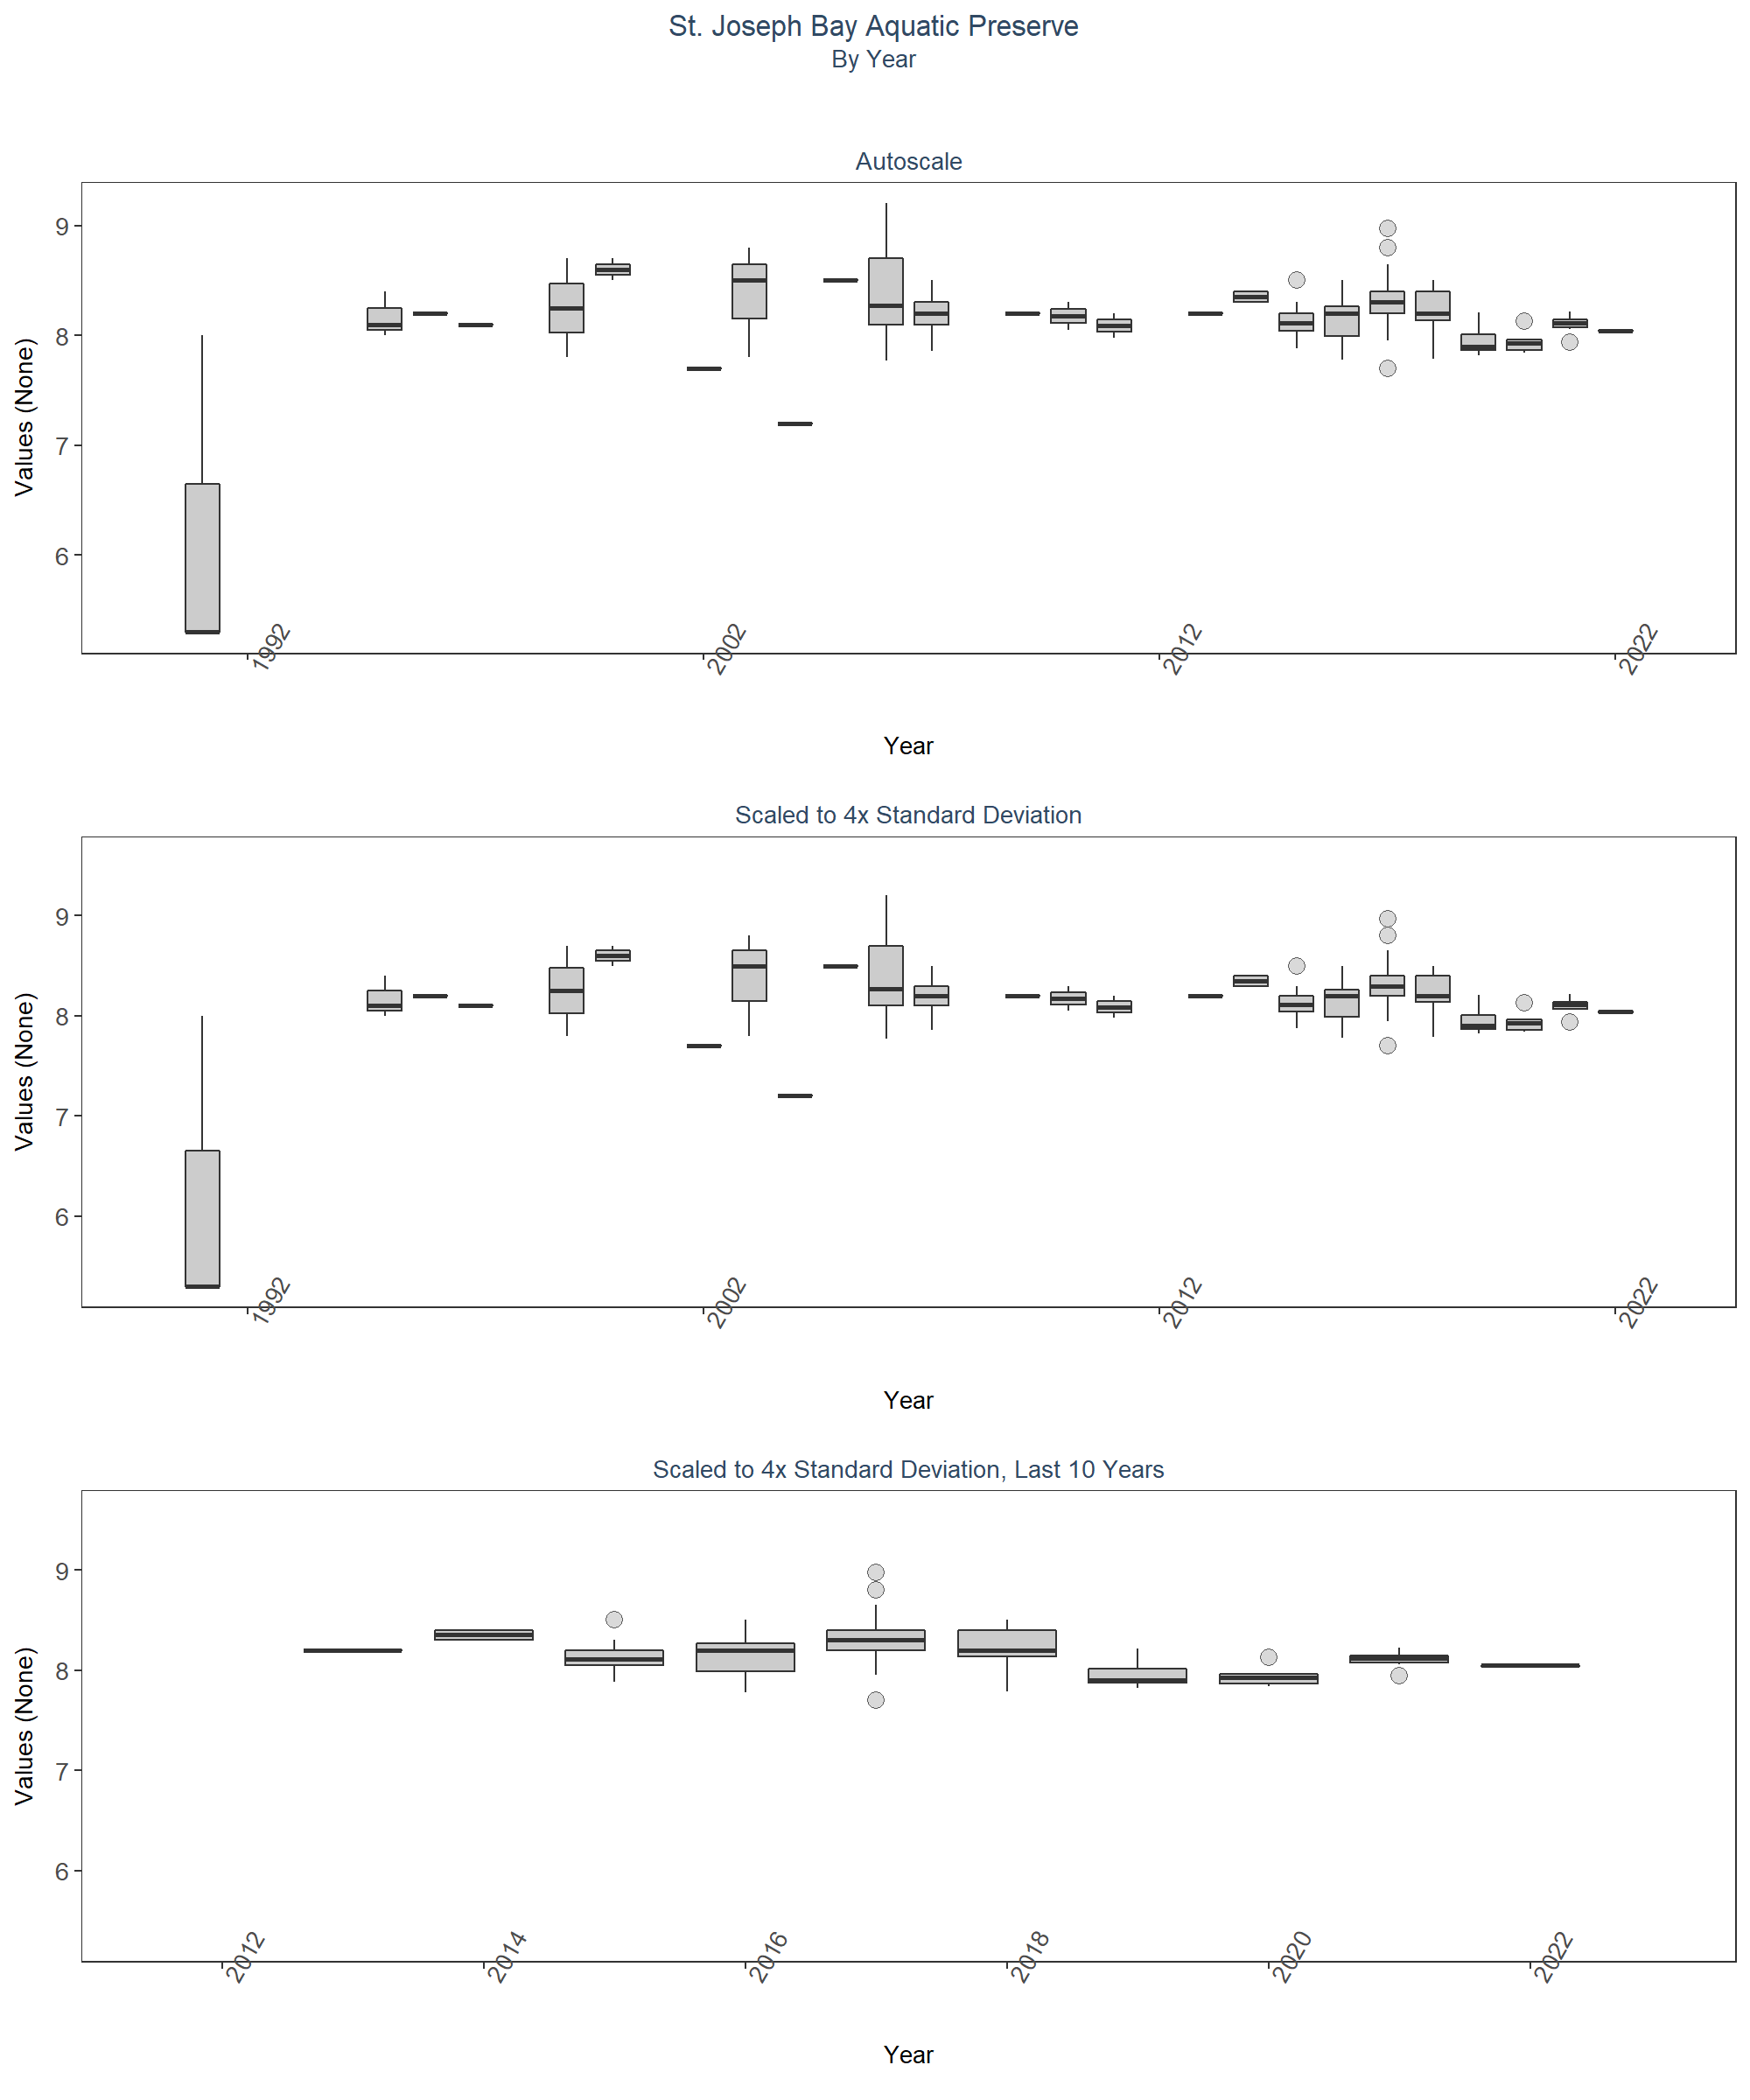 St. Joseph Bay Aquatic Preserve
By Year
Autoscale
Values (None)
9
8
7
6
1992
2002
2012
2022
Year
Scaled to 4x Standard Deviation
Values (None)
9
8
7
6
1992
2002
2012
2022
Year
Scaled to 4x Standard Deviation, Last 10 Years
Values (None)
9
8
7
6
2012
2014
2016
2018
2020
2022
Year